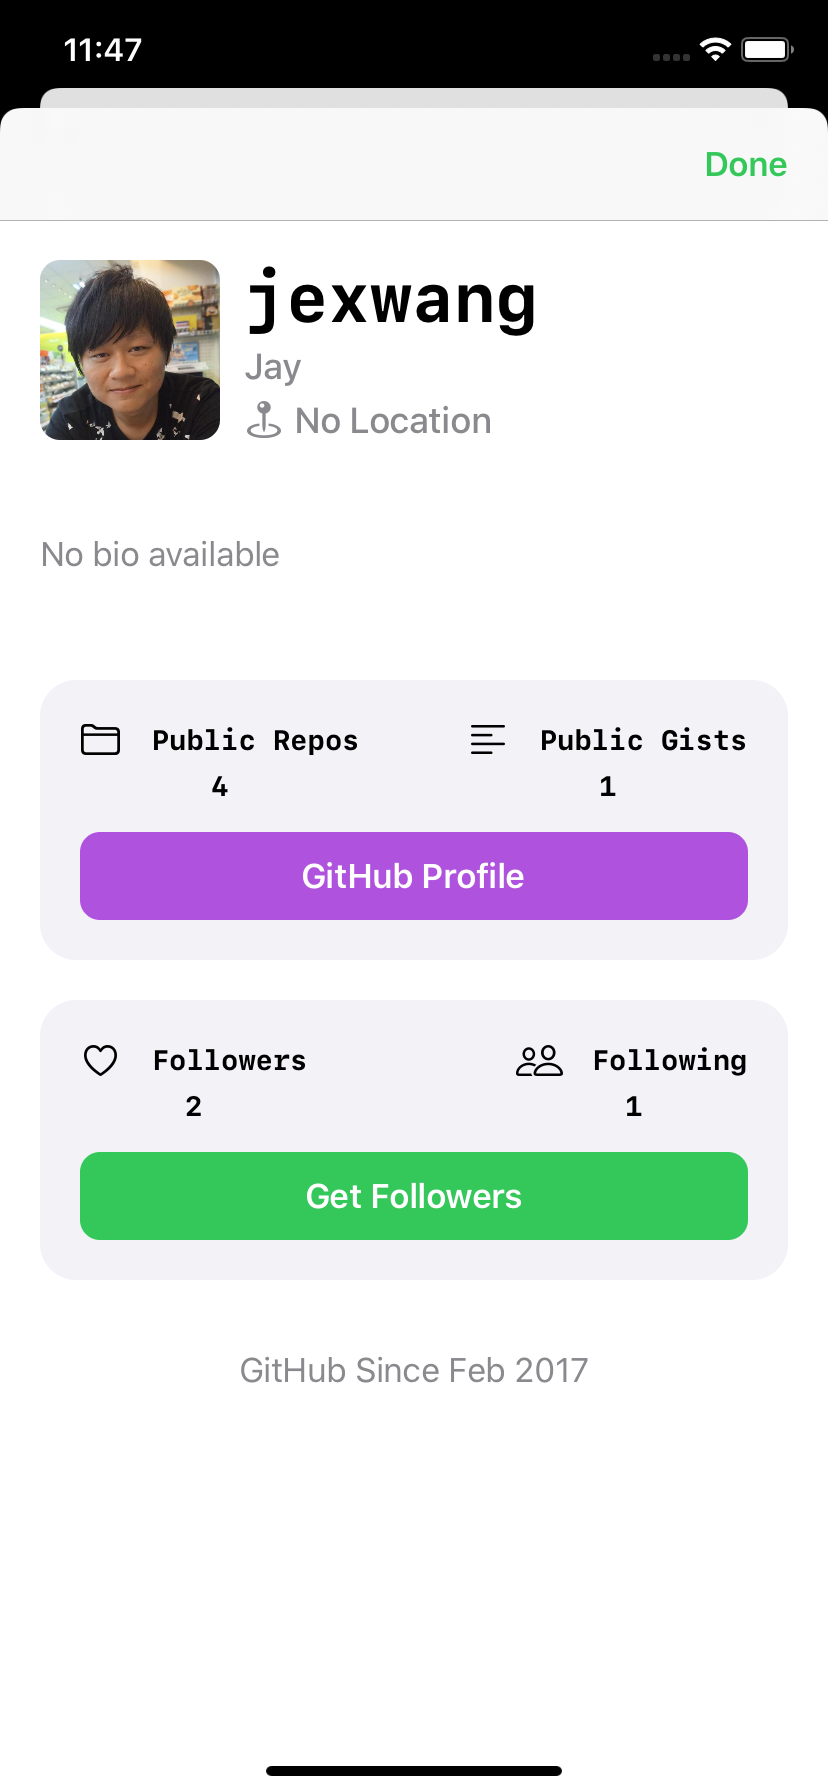 11:47
Done
jexwang
Jay
No Location
No bio available
Public Repos
4
Public Gists
1
GitHub Profile
Followers
2
Following
1
Get Followers
GitHub Since Feb 2017